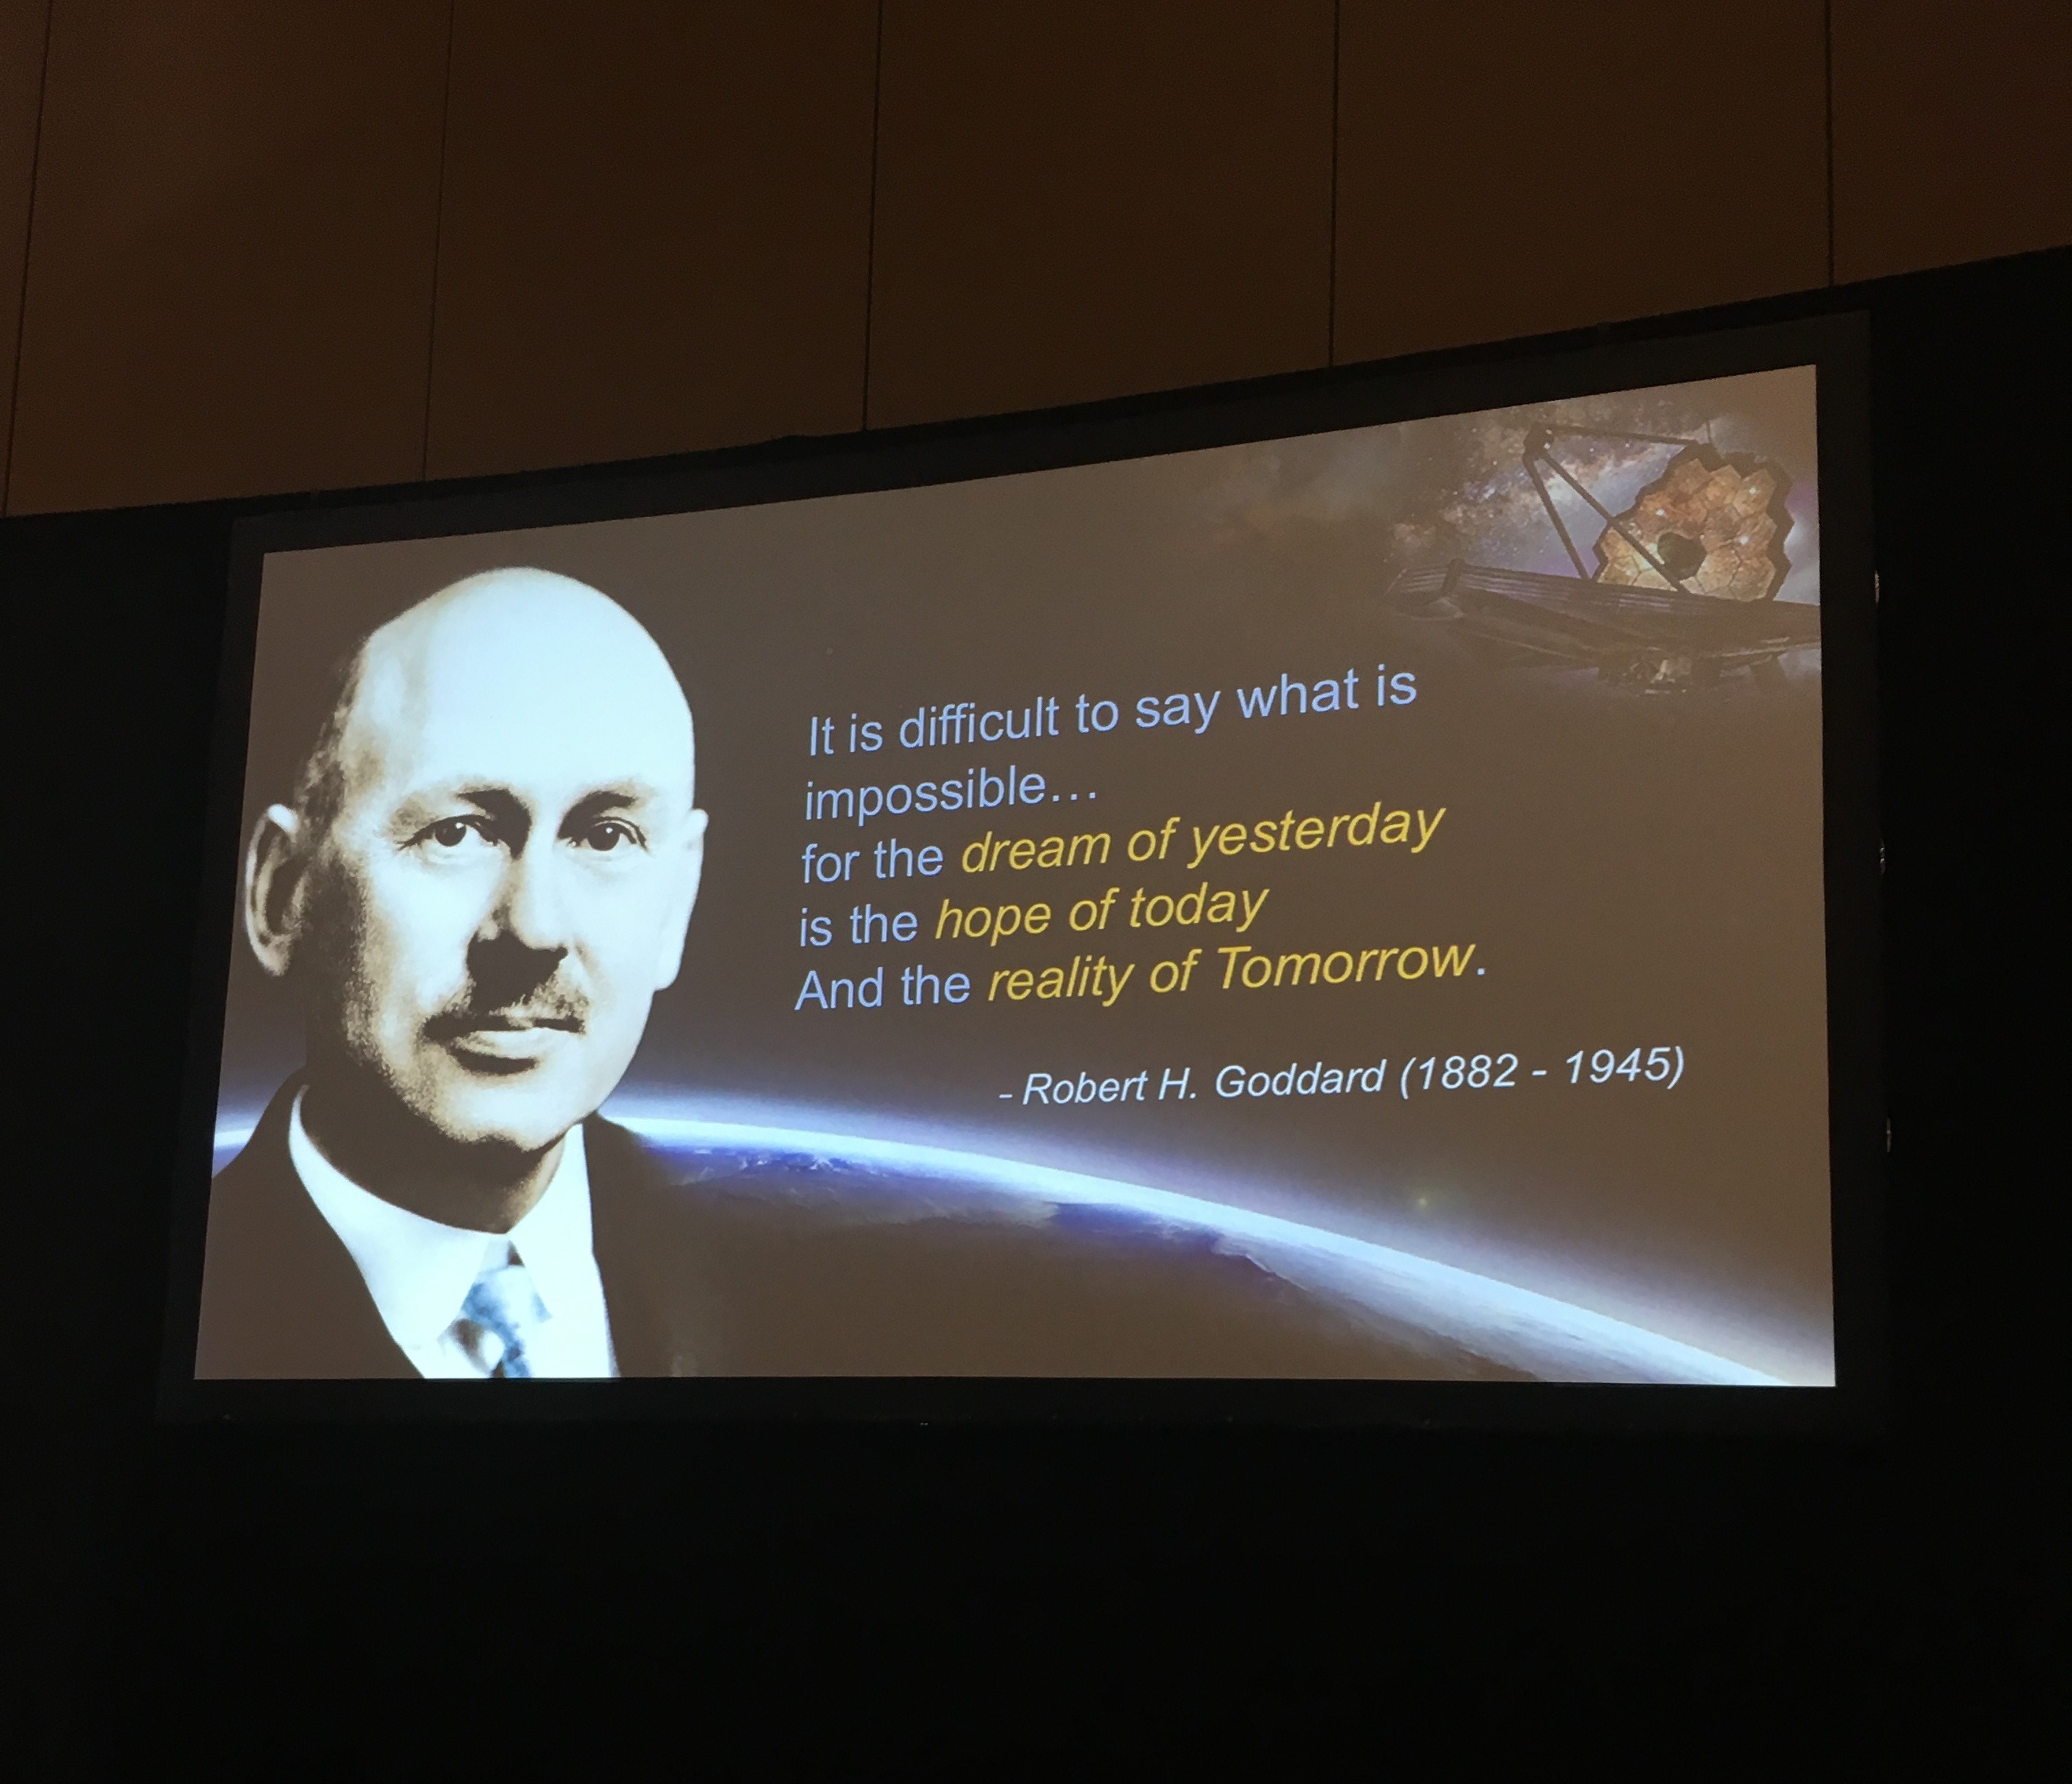 It is difficult to say what is
impossible…
for the dream of yesterday
is the hope of today
And the reality of Tomorrow.
- Robert H. Goddard (1882 - 1945)